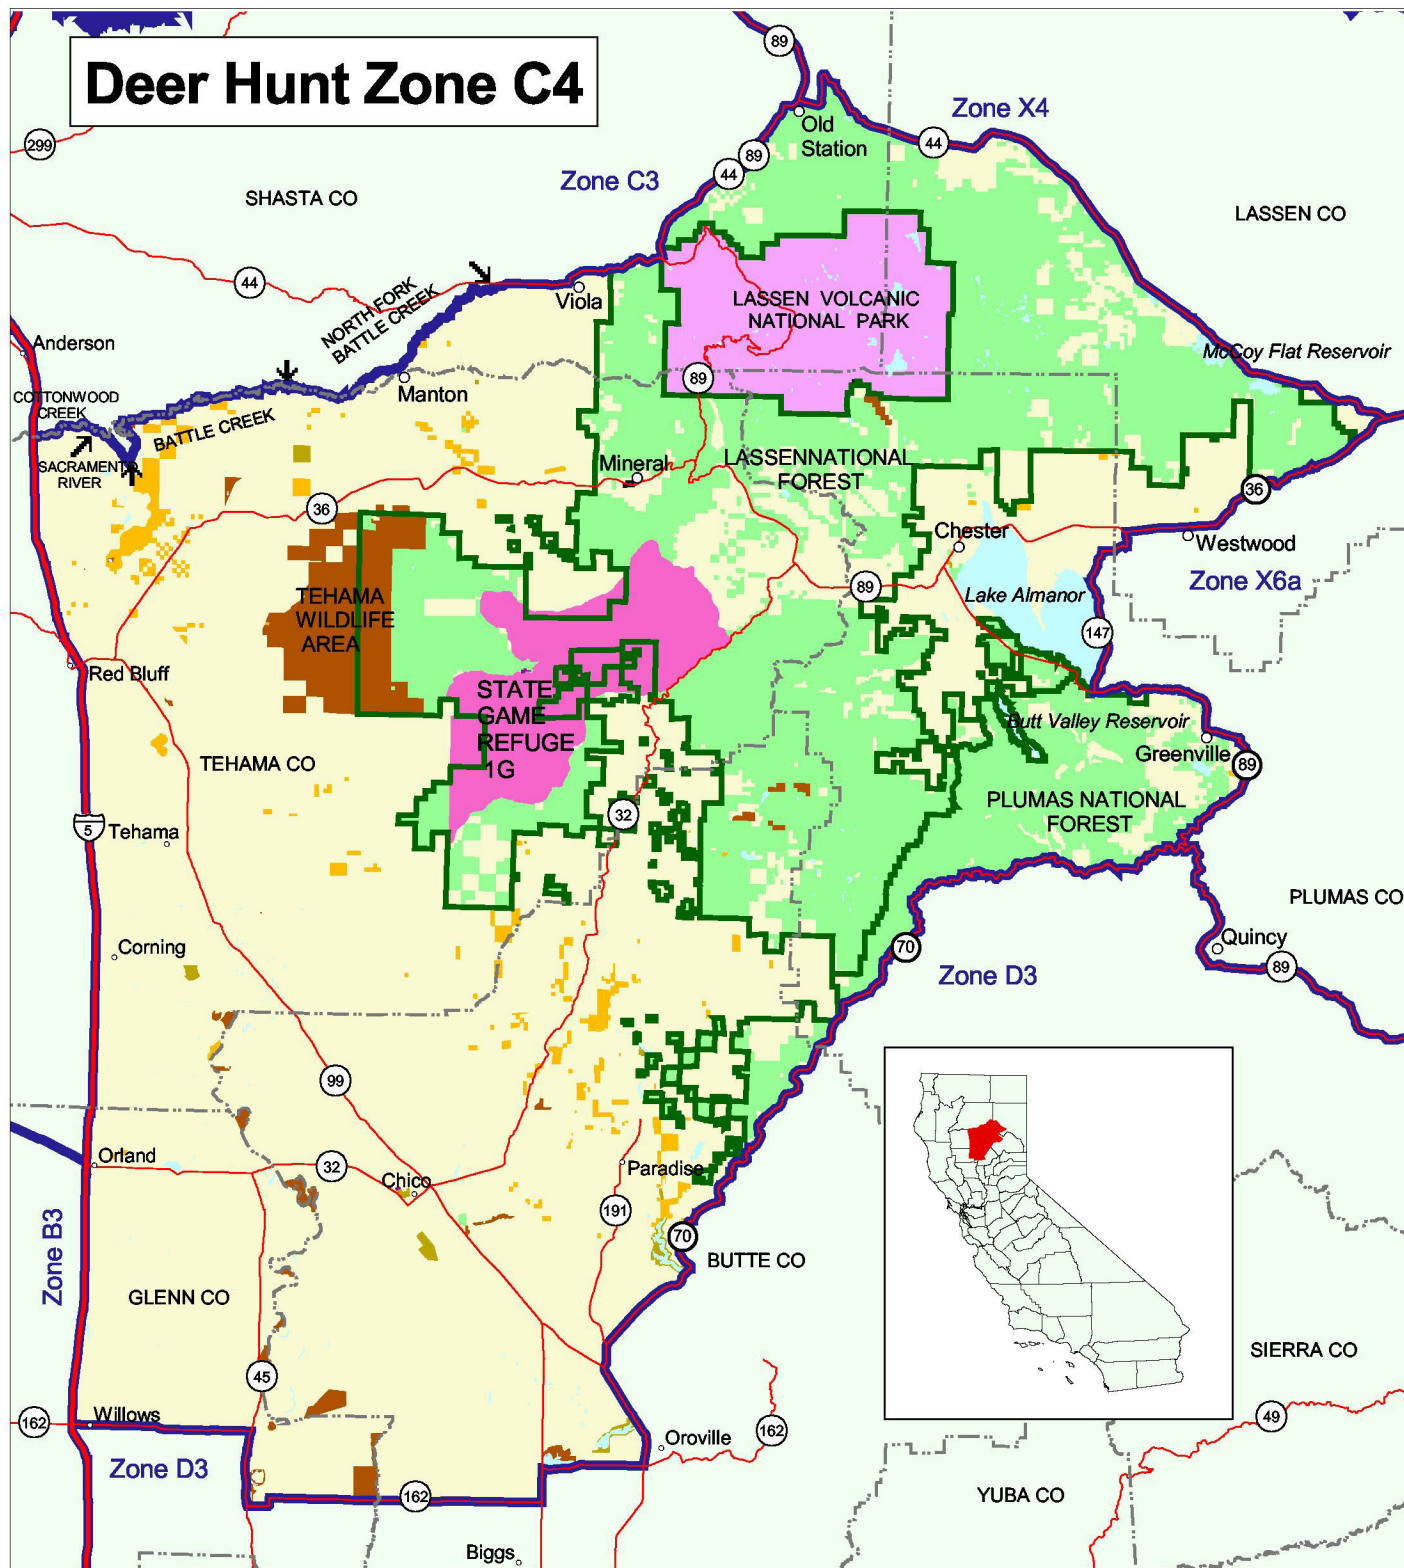 Deer Hunt Zone C4
89
Zone X4
Old
Station
299
44
89
44
Zone C3
SHASTA CO
LASSEN CO
44
Viola
NORTH FORK
BATTLE CREEK
LASSEN VOLCANIC
NATIONAL PARK
Anderson
McCoy Flat Reservoir
89
Manton
COTTONWOOD
CREEK
BATTLE CREEK
SACRAMENTO
RIVER
Mineral
LASSENNATIONAL
FOREST
36
36
Chester
Westwood
Zone X6a
89
Lake Almanor
TEHAMA
WILDLIFE
AREA
147
Red Bluff
STATE
GAME
REFUGE
1G
Butt Valley Reservoir
Greenville
89
TEHAMA CO
PLUMAS NATIONAL
FOREST
32
5
Tehama
PLUMAS CO
Corning
70
Quincy
89
Zone D3
99
Orland
32
Chico
Paradise
191
70
BUTTE CO
Zone B3
GLENN CO
SIERRA CO
45
162
Willows
49
Oroville
162
Zone D3
162
YUBA CO
Biggs